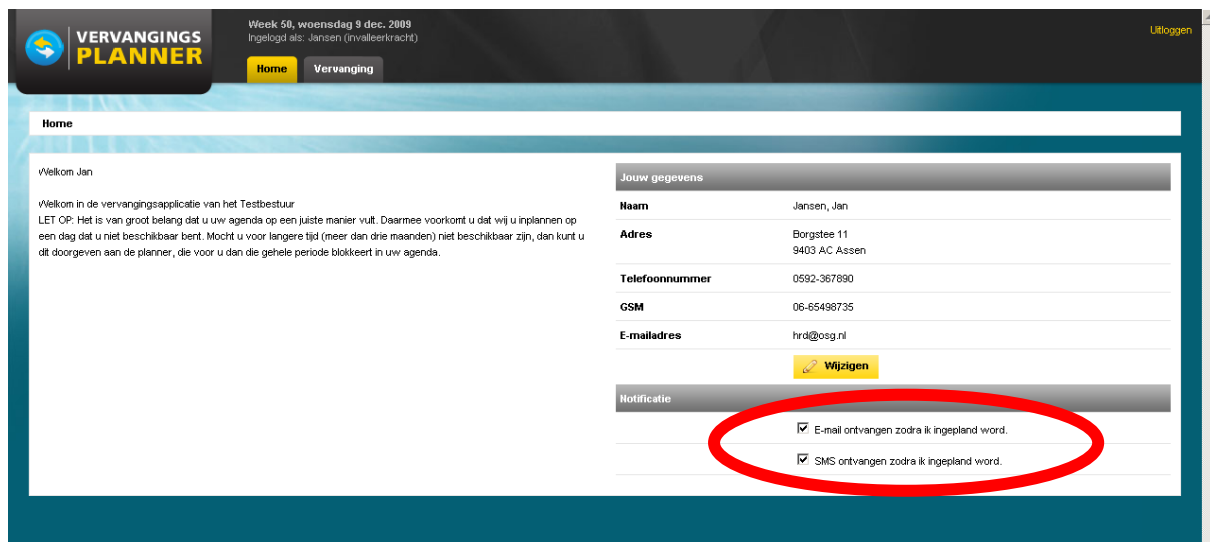 VERVANGINGS
PLANNER
Week 50, woensdag 9 dec. 2009
Ingelogd als: Jansen (invalleerkracht)
Uitloggen
Home Vervanging
Home
Welkom Jan
Welkom in de vervangingsapplicatie van het Testbestuur
LET OP: Het is van groot belang dat u uw agenda op een juiste manier vult. Daarmee voorkomt u dat wij u inplannen op
een dag dat u niet beschikbaar bent. Mocht u voor langere tijd (meer dan drie maanden) niet beschikbaar zijn, dan kunt u
dit doorgeven aan de planner, die voor u dan die gehele periode blokkeert in uw agenda.
Jouw gegevens
Naam Jansen, Jan
Adres Borgstee 11
9403 AC Assen
Telefoonnummer 0592-367890
GSM 06-65498735
E-mailadres hrd@osg.nl
Wijzigen
Notificatie
E-mail ontvangen zodra ik ingepland word.
SMS ontvangen zodra ik ingepland word.